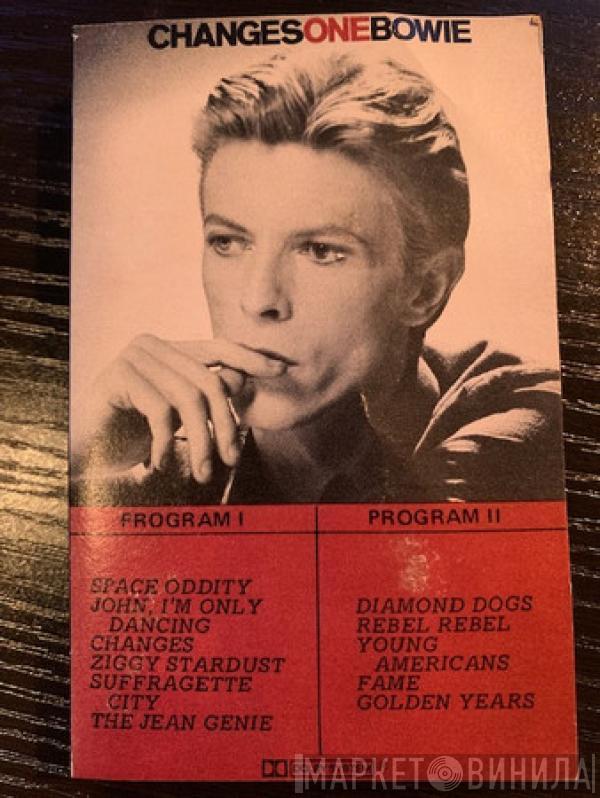 CHANGESONEBOWIE
PROGRAM I
SPACE ODDITY
JOHN, I'M ONLY
DANCING
CHANGES
ZIGGY STARDUST
SUFFRAGETTE
CITY
THE JEAN GENIE
PROGRAM II
DIAMOND DOGS
REBEL REBEL
YOUNG
AMERICANS
FAME
GOLDEN YEARS
МАРКЕТ ВИНИЛА